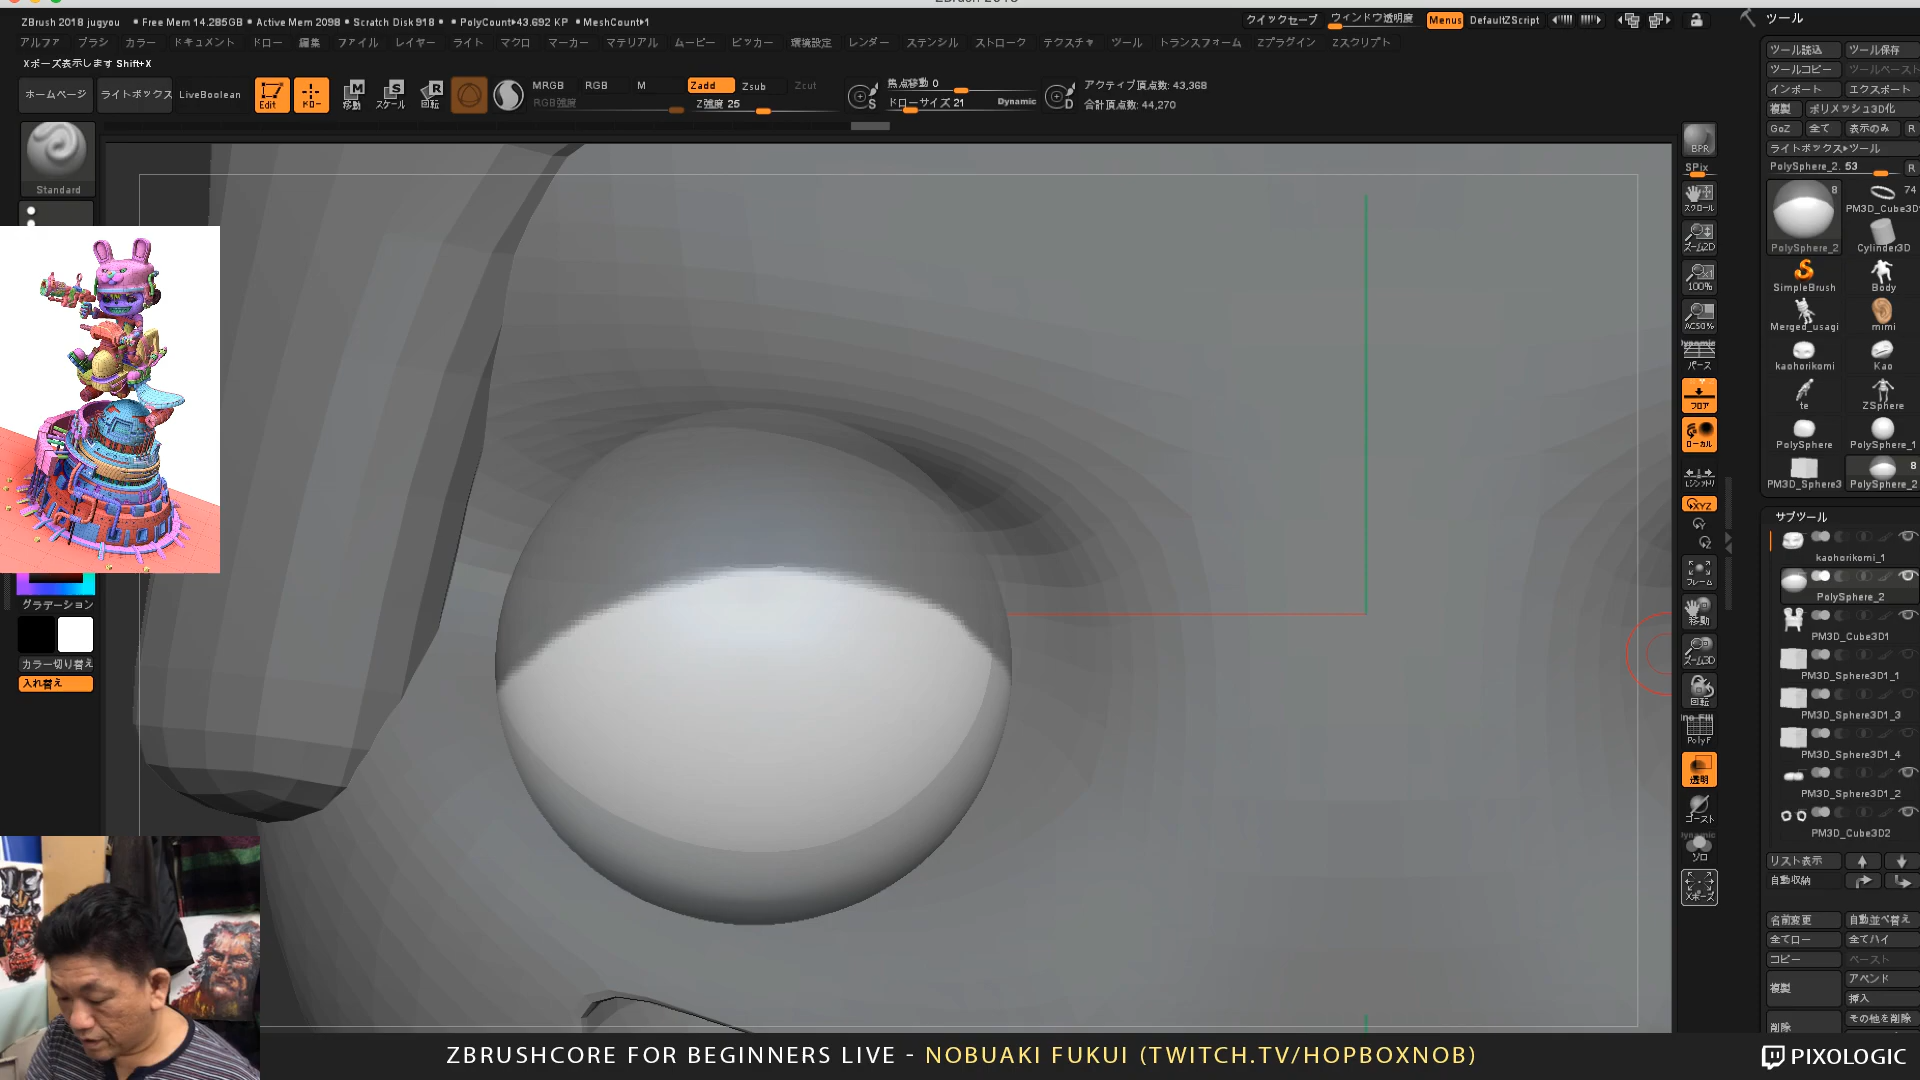 ZBrush 2018 jugyou • Free Mem 14.285GB • Active Mem 2098 • Scratch Disk 918 • • PolyCount▸43.692 KP • MeshCount▸1
クイックセーブ ウィンドウ透明度 Menus DefaultZScript
アルファ ブラシ カラー ドキュメント ドロー 編集 ファイル レイヤー ライト マクロ マーカー マテリアル ムービー ピッカー 環境設定 レンダー ステンシル ストローク テクスチャ ツール トランスフォーム Zプラグイン Zスクリプト
Xポーズ表示します Shift+X
ホームページ ライトボックス LiveBoolean
Edit ドロー 移動 スケール 回転
MRGB RGB M
RGB強度
Zadd Zsub Zcut
Z強度 25
焦点移動 0
ドローサイズ 21 Dynamic
S D
アクティブ頂点数: 43,368
合計頂点数: 44,270
Standard
グラデーション
カラー切り替え
入れ替え
BPR
SPix
スクロール
ズーム2D
100%
AC50%
Dynamic
パース
フロア
ローカル
XYZ
フレーム
移動
ズーム3D
回転
PolyF
透明
ゴースト
Dynamic
ソロ
Xポーズ
ツール
ツール読込 ツール保存
ツールコピー ツールペースト
インポート エクスポート
複製 ポリメッシュ3D化
GoZ 全て 表示のみ R
ライトボックス▸ツール
PolySphere_2. 53 R
8 74
PM3D_Cube3D1
PolySphere_2 Cylinder3D
SimpleBrush Body
Merged_usagi mimi
kaohorikomi Kao
te ZSphere
PolySphere PolySphere_1
8
PM3D_Sphere3 PolySphere_2
サブツール
kaohorikomi_1
PolySphere_2
PM3D_Cube3D1
PM3D_Sphere3D1_1
PM3D_Sphere3D1_3
PM3D_Sphere3D1_4
PM3D_Sphere3D1_2
PM3D_Cube3D2
リスト表示
自動収納
名前変更 自動並べ替え
全てロー 全てハイ
コピー ペースト
複製 アペンド
挿入
削除 その他を削除
ZBRUSHCORE FOR BEGINNERS LIVE - NOBUAKI FUKUI (TWITCH.TV/HOPBOXNOB)
PIXOLOGIC